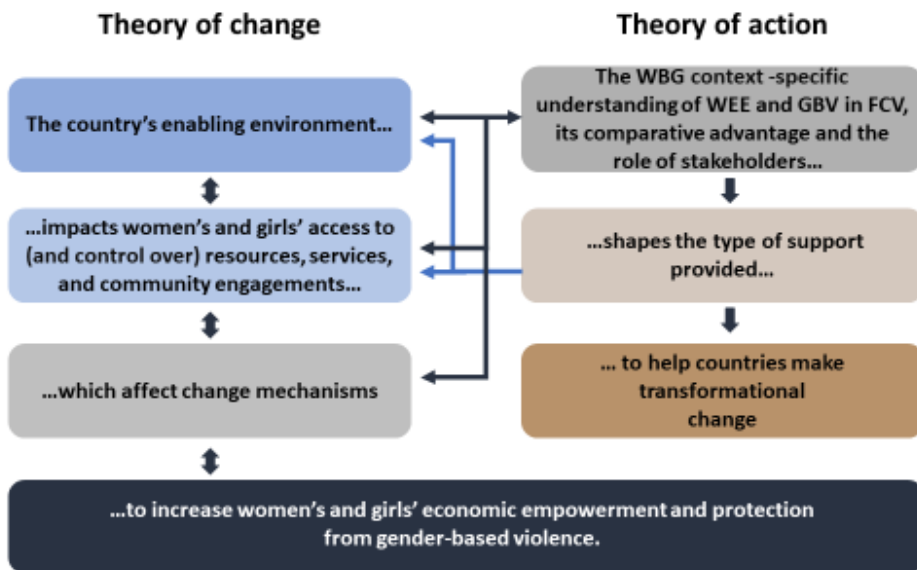 Theory of change
Theory of action
The country's enabling environment…
The WBG context -specific
understanding of WEE and GBV in FCV,
its comparative advantage and the
role of stakeholders…
…impacts women's and girls' access to
(and control over) resources, services,
and community engagements…
…shapes the type of support
provided…
…which affect change mechanisms
… to help countries make
transformational
change
…to increase women's and girls' economic empowerment and protection
from gender-based violence.